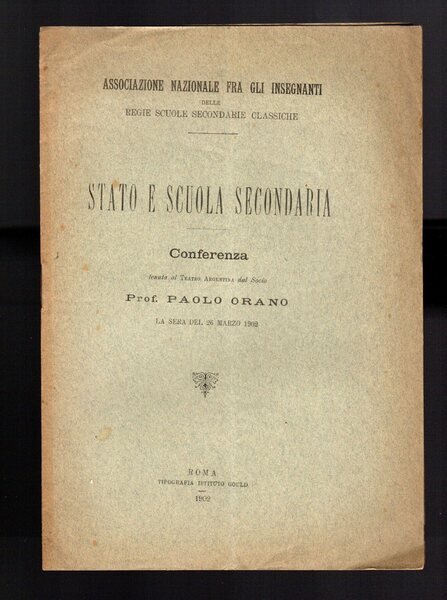 ASSOCIAZIONE NAZIONALE FRA GLI INSEGNANTI
DELLE
REGIE SCUOLE SECONDARIE CLASSICHE
STATO E SCUOLA SECONDARIA
Conferenza
tenuta al TEATRO ARGENTINA dal Socio
Prof. PAOLO ORANO
LA SERA DEL 26 MARZO 1902
ROMA
TIPOGRAFIA ISTITUTO GOULD
1902